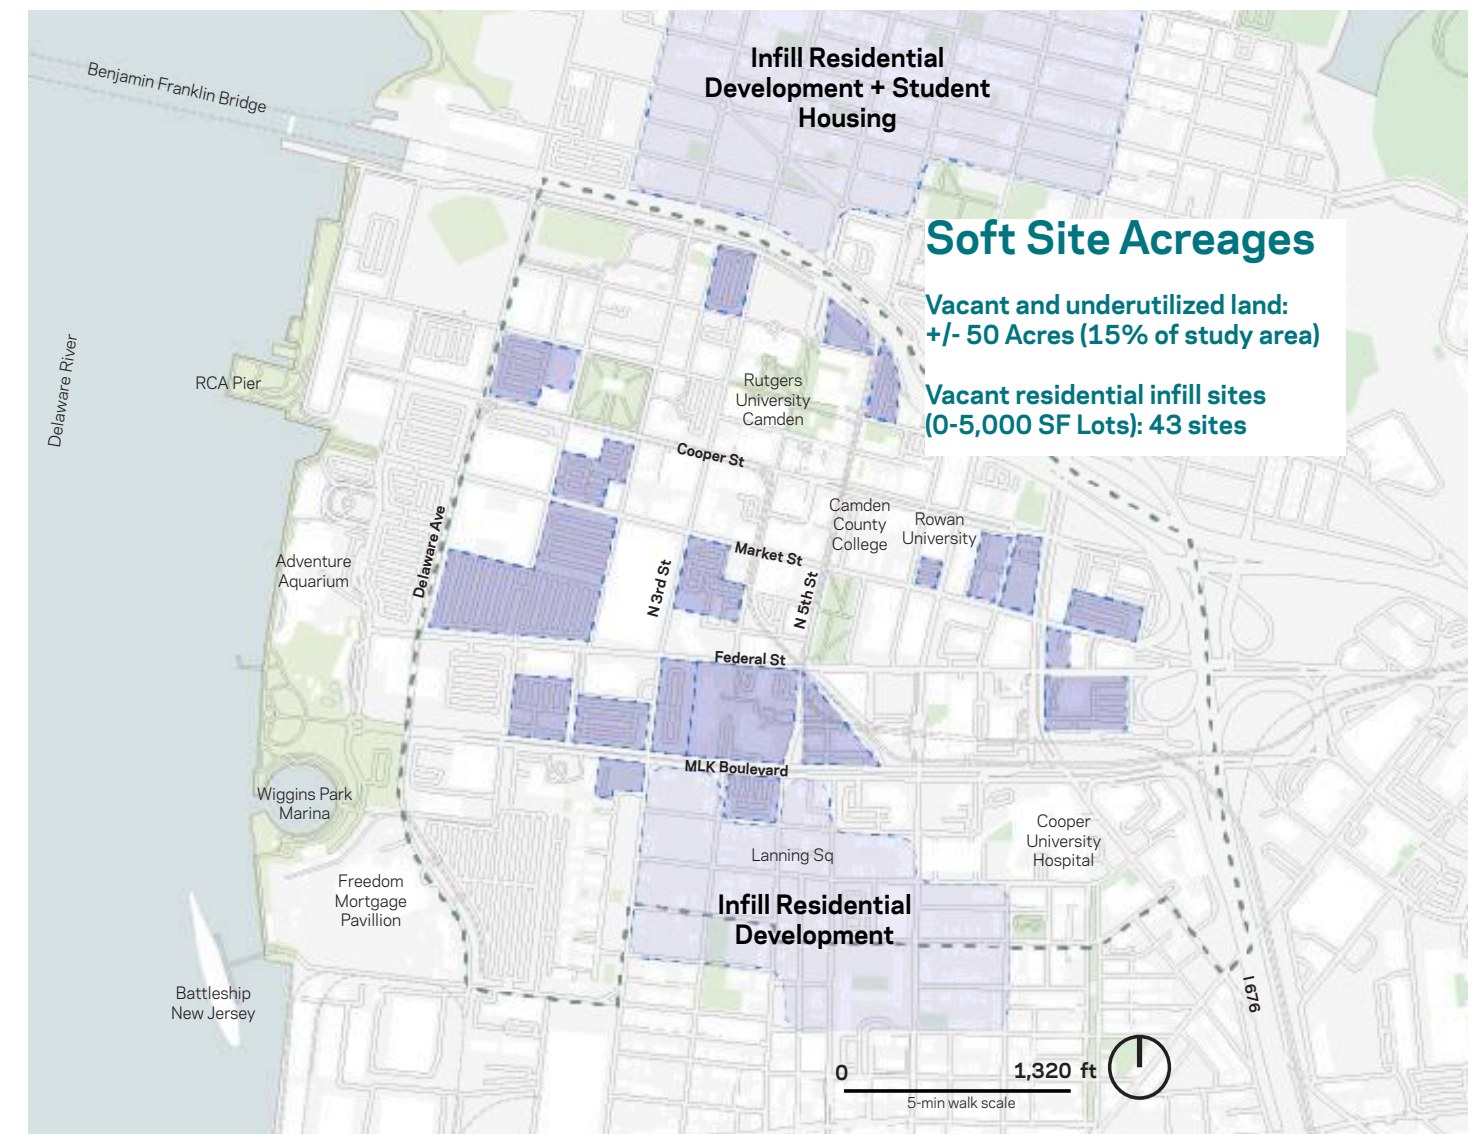 Infill Residential
Development + Student
Housing
Benjamin Franklin Bridge
Soft Site Acreages
Vacant and underutilized land:
+/- 50 Acres (15% of study area)
Vacant residential infill sites
(0-5,000 SF Lots): 43 sites
Delaware River
RCA Pier
Rutgers
University
Camden
Cooper St
Camden
County
College
Rowan
University
Delaware Ave
Adventure
Aquarium
N 3rd St
Market St
N 5th St
Federal St
MLK Boulevard
Wiggins Park
Marina
Cooper
University
Hospital
Lanning Sq
Freedom
Mortgage
Pavillion
Infill Residential
Development
Battleship
New Jersey
I 676
0
1,320 ft
5-min walk scale